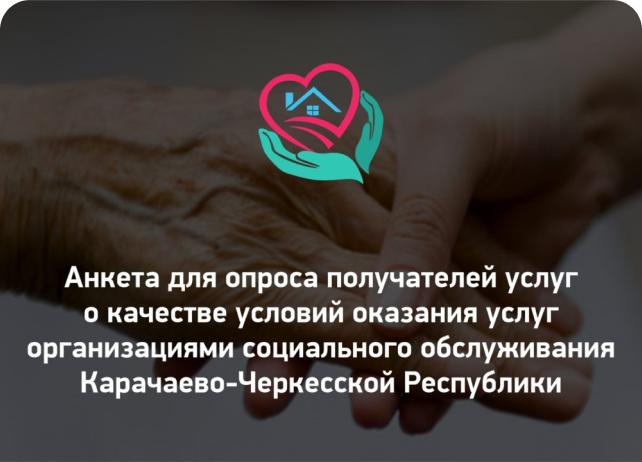 Анкета для опроса получателей услуг
о качестве условий оказания услуг
организациями социального обслуживания
Карачаево-Черкесской Республики